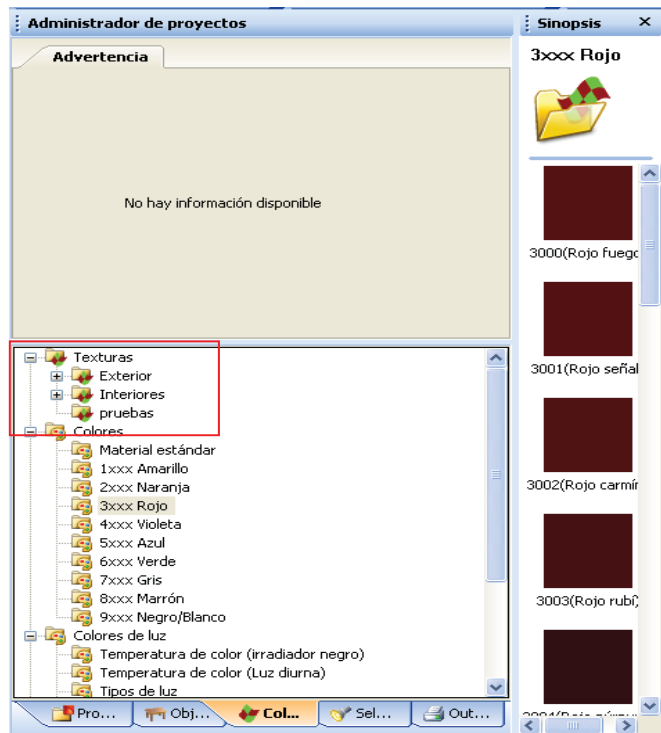 Administrador de proyectos
Advertencia
No hay información disponible
Texturas
Exterior
Interiores
pruebas
Colores
Material estándar
1xxx Amarillo
2xxx Naranja
3xxx Rojo
4xxx Violeta
5xxx Azul
6xxx Verde
7xxx Gris
8xxx Marrón
9xxx Negro/Blanco
Colores de luz
Temperatura de color (irradiador negro)
Temperatura de color (Luz diurna)
Tipos de luz
Pro... Obj... Col... Sel... Out...
Sinopsis
3xxx Rojo
3000(Rojo fuego
3001(Rojo señal
3002(Rojo carmín
3003(Rojo rubí)